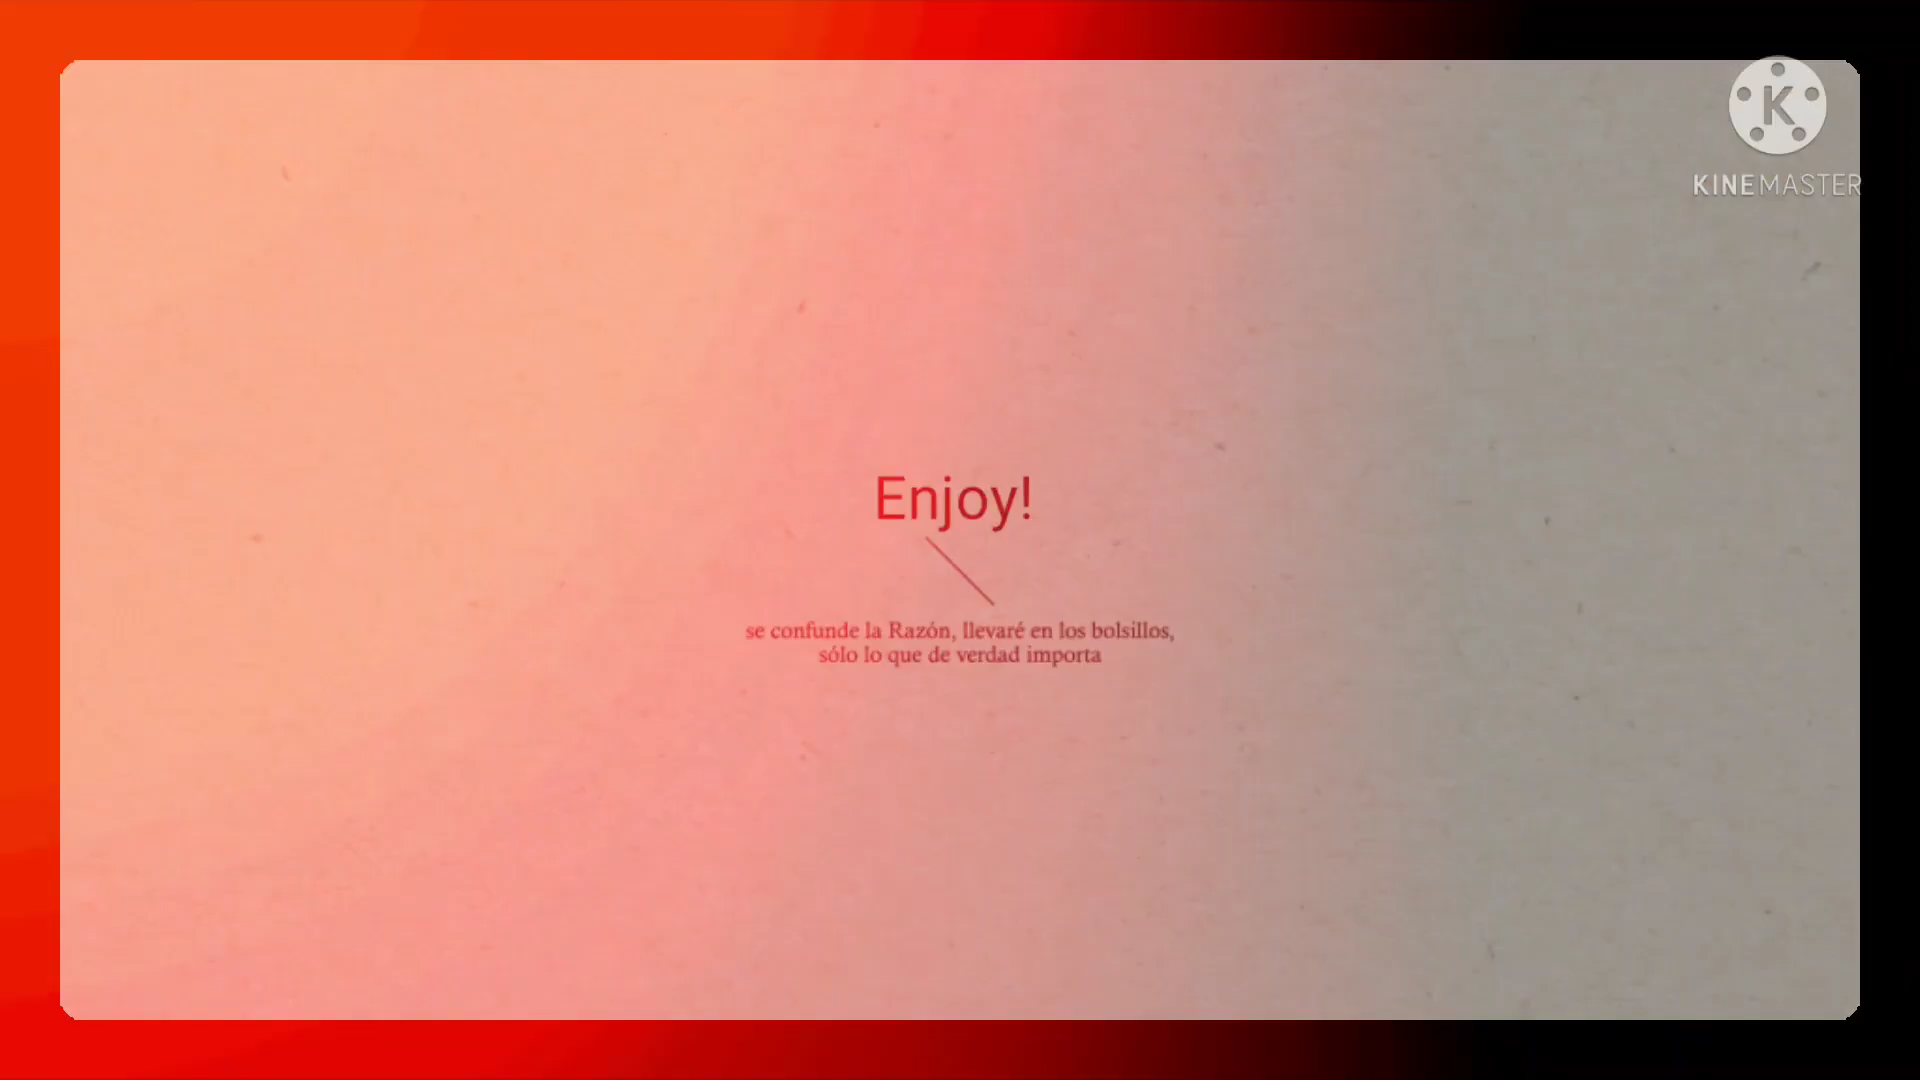 K
KINEMASTER
Enjoy!
se confunde la Razón, llevaré en los bolsillos,
sólo lo que de verdad importa